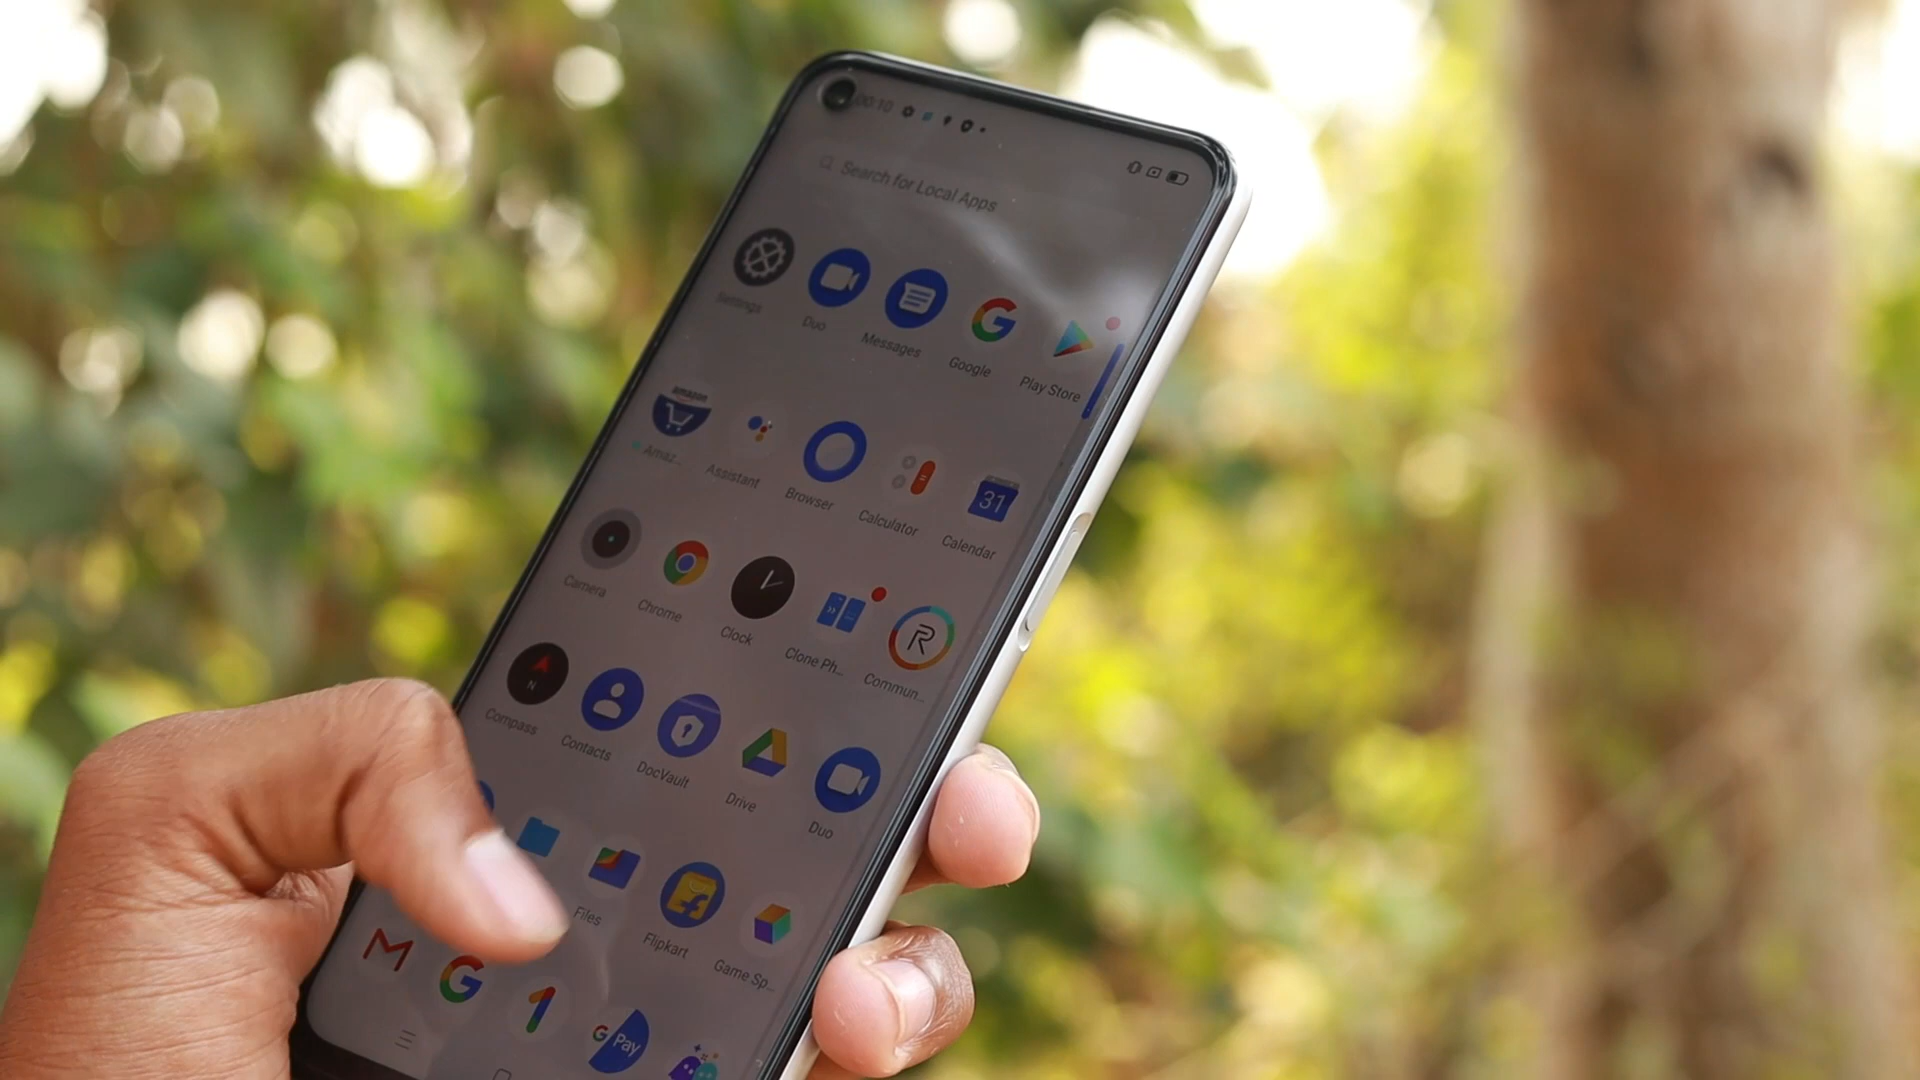 00:10
Search for Local Apps
Settings
Duo
Messages
Google
Play Store
amazon
31
Amaz...
Assistant
Browser
Calculator
Calendar
Camera
Chrome
Clock
Clone Ph...
Commun...
N
Compass
Contacts
DocVault
Drive
Duo
Files
Flipkart
Game Sp...
G Pay